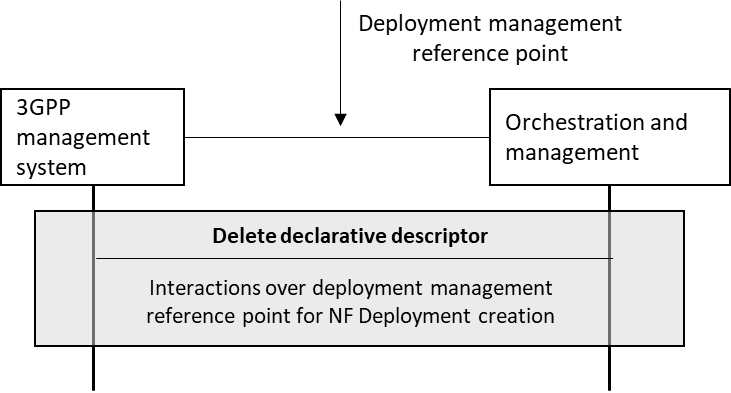 Deployment management
reference point
3GPP
management
system
Orchestration and
management
Delete declarative descriptor
Interactions over deployment management
reference point for NF Deployment creation